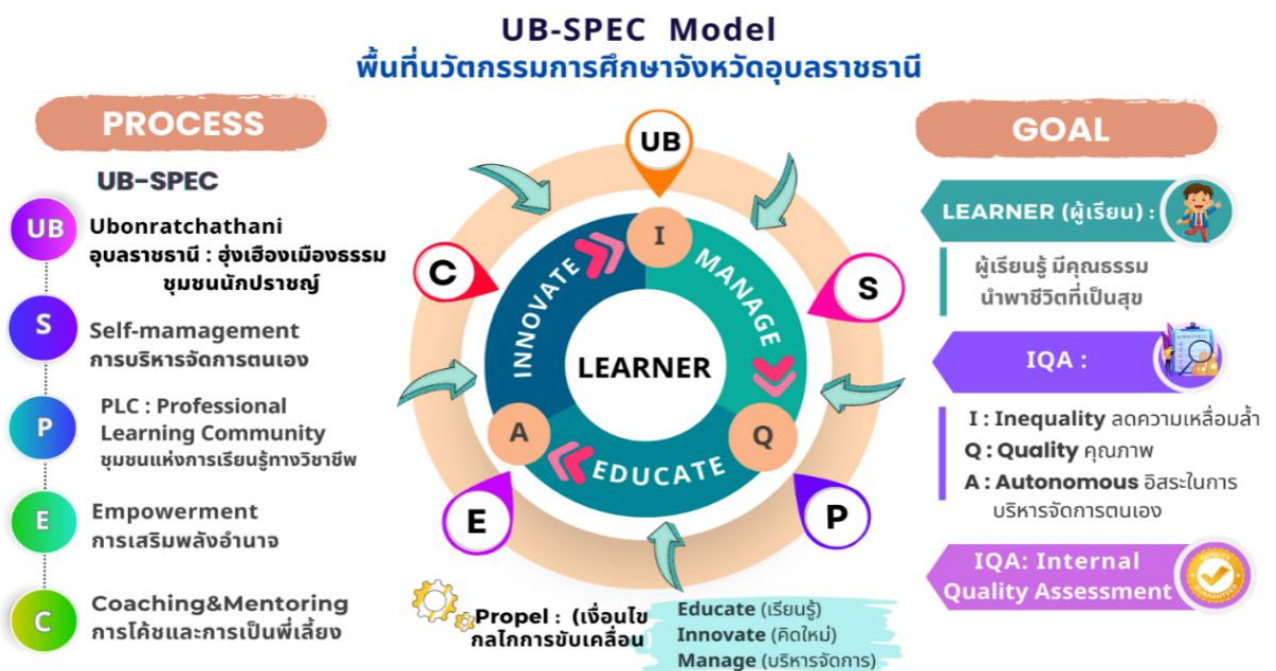 UB-SPEC Model
พื้นที่นวัตกรรมการศึกษาจังหวัดอุบลราชธานี
PROCESS
UB-SPEC
UB
Ubonratchathani
อุบลราชธานี : ฮุ่งเฮืองเมืองธรรม
ชุมชนนักปราชญ์
S
Self-mamagement
การบริหารจัดการตนเอง
P
PLC : Professional
Learning Community
ชุมชนแห่งการเรียนรู้ทางวิชาชีพ
E
Empowerment
การเสริมพลังอำนาจ
C
Coaching&Mentoring
การโค้ชและการเป็นพี่เลี้ยง
UB
C
S
E
P
I
Q
A
INNOVATE
MANAGE
EDUCATE
LEARNER
Propel : (เงื่อนไข
กลไกการขับเคลื่อน
Educate (เรียนรู้)
Innovate (คิดใหม่)
Manage (บริหารจัดการ)
GOAL
LEARNER (ผู้เรียน) :
ผู้เรียนรู้ มีคุณธรรม
นำพาชีวิตที่เป็นสุข
IQA :
I : Inequality ลดความเหลื่อมล้ำ
Q : Quality คุณภาพ
A : Autonomous อิสระในการ
บริหารจัดการตนเอง
IQA: Internal
Quality Assessment